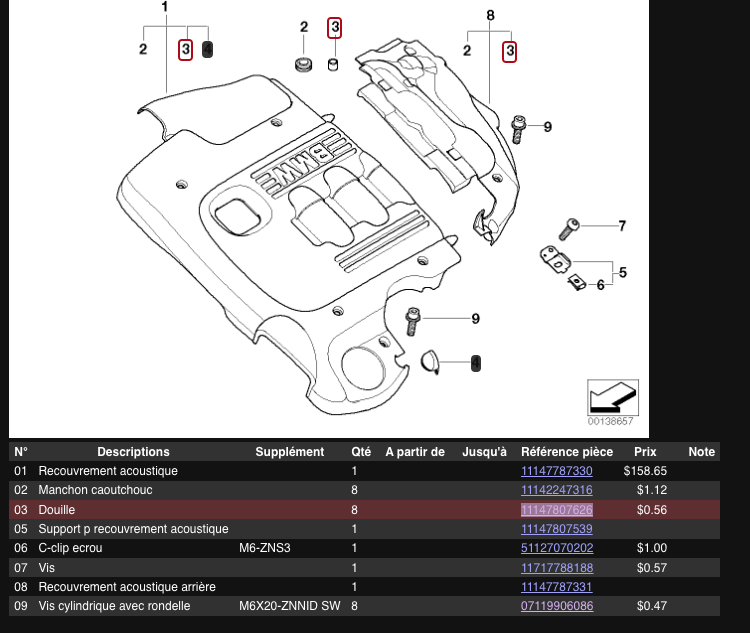 1
2 3 4
2 3
8
2 3
9
BMW
7
5
6
9
4
00138657
N° Descriptions Supplément Qté A partir de Jusqu'à Référence pièce Prix Note
01 Recouvrement acoustique 1 11147787330 $158.65
02 Manchon caoutchouc 8 11142247316 $1.12
03 Douille 8 11147807626 $0.56
05 Support p recouvrement acoustique 1 11147807539
06 C-clip ecrou M6-ZNS3 1 51127070202 $1.00
07 Vis 1 11717788188 $0.57
08 Recouvrement acoustique arrière 1 11147787331
09 Vis cylindrique avec rondelle M6X20-ZNNID SW 8 07119906086 $0.47